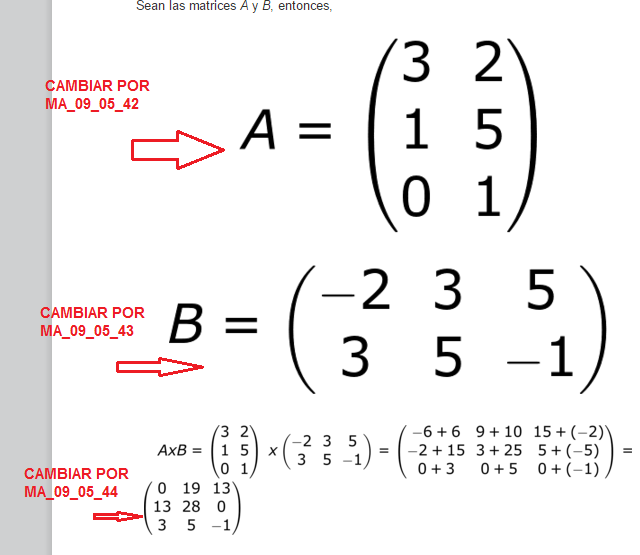 Sean las matrices A y B, entonces,
CAMBIAR POR
MA_09_05_42
A =
3 2
1 5
0 1
CAMBIAR POR
MA_09_05_43
B =
−2 3 5
3 5 −1
AxB = (3 2 x (−2 3 5) = (−6 + 6 9 + 10 15 + (−2)) =
1 5 3 5 −1 −2 + 15 3 + 25 5 + (−5)
0 1 0 + 3 0 + 5 0 + (−1)
CAMBIAR POR
MA_09_05_44
0 19 13
13 28 0
3 5 −1